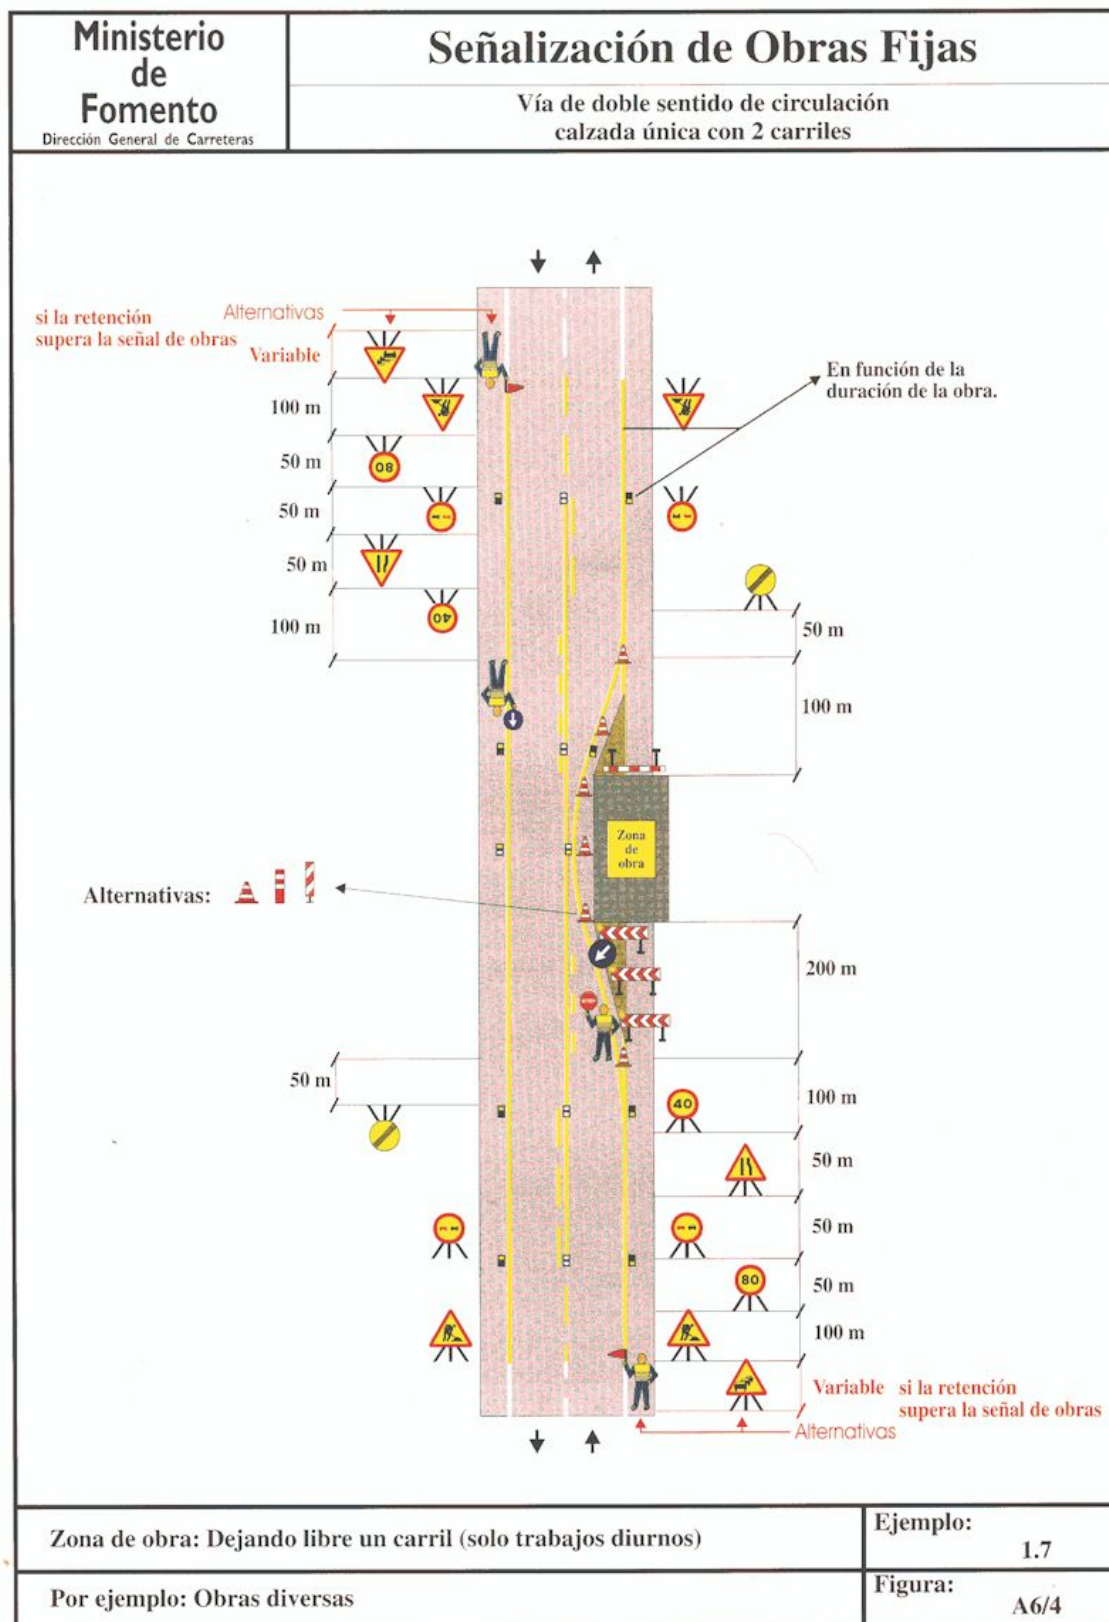 Ministerio
de
Fomento
Dirección General de Carreteras
Señalización de Obras Fijas
Vía de doble sentido de circulación
calzada única con 2 carriles
Alternativas
si la retención
supera la señal de obras
Variable
En función de la
duración de la obra.
100 m
50 m
80
50 m
50 m
100 m
40
50 m
100 m
Zona
de
obra
Alternativas:
200 m
STOP
50 m
100 m
40
50 m
50 m
80
50 m
100 m
Variable si la retención
supera la señal de obras
Alternativas
Zona de obra: Dejando libre un carril (solo trabajos diurnos)
Ejemplo:
1.7
Por ejemplo: Obras diversas
Figura:
A6/4